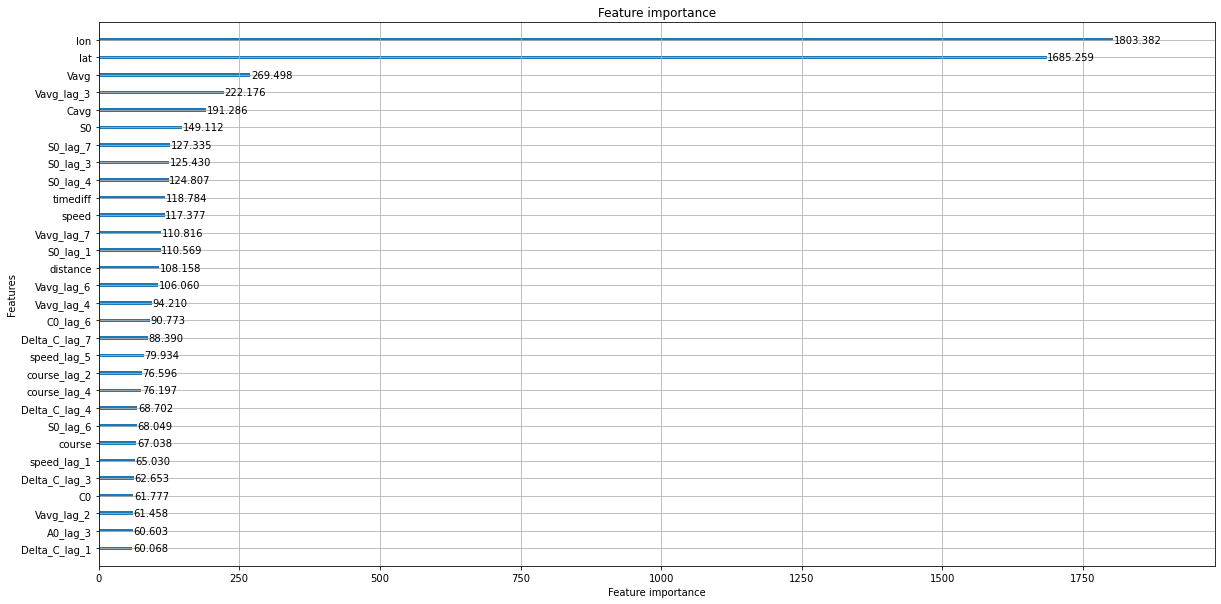 Feature importance
lon 1803.382
lat 1685.259
Vavg 269.498
Vavg_lag_3 222.176
Cavg 191.286
S0 149.112
S0_lag_7 127.335
S0_lag_3 125.430
S0_lag_4 124.807
timediff 118.784
speed 117.377
Vavg_lag_7 110.816
S0_lag_1 110.569
distance 108.158
Vavg_lag_6 106.060
Vavg_lag_4 94.210
C0_lag_6 90.773
Delta_C_lag_7 88.390
speed_lag_5 79.934
course_lag_2 76.596
course_lag_4 76.197
Delta_C_lag_4 68.702
S0_lag_6 68.049
course 67.038
speed_lag_1 65.030
Delta_C_lag_3 62.653
C0 61.777
Vavg_lag_2 61.458
A0_lag_3 60.603
Delta_C_lag_1 60.068
Features
0 250 500 750 1000 1250 1500 1750
Feature importance